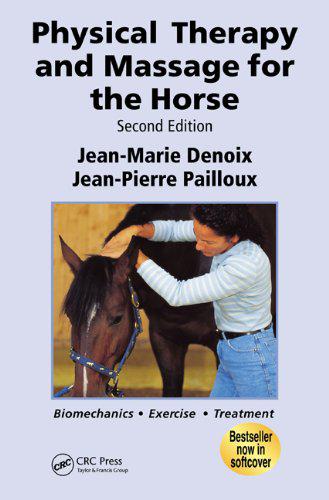 Physical Therapy
and Massage for
the Horse
Second Edition
Jean-Marie Denoix
Jean-Pierre Pailloux
Biomechanics • Exercise • Treatment
Bestseller
now in
softcover
CRC
CRC Press
Taylor & Francis Group